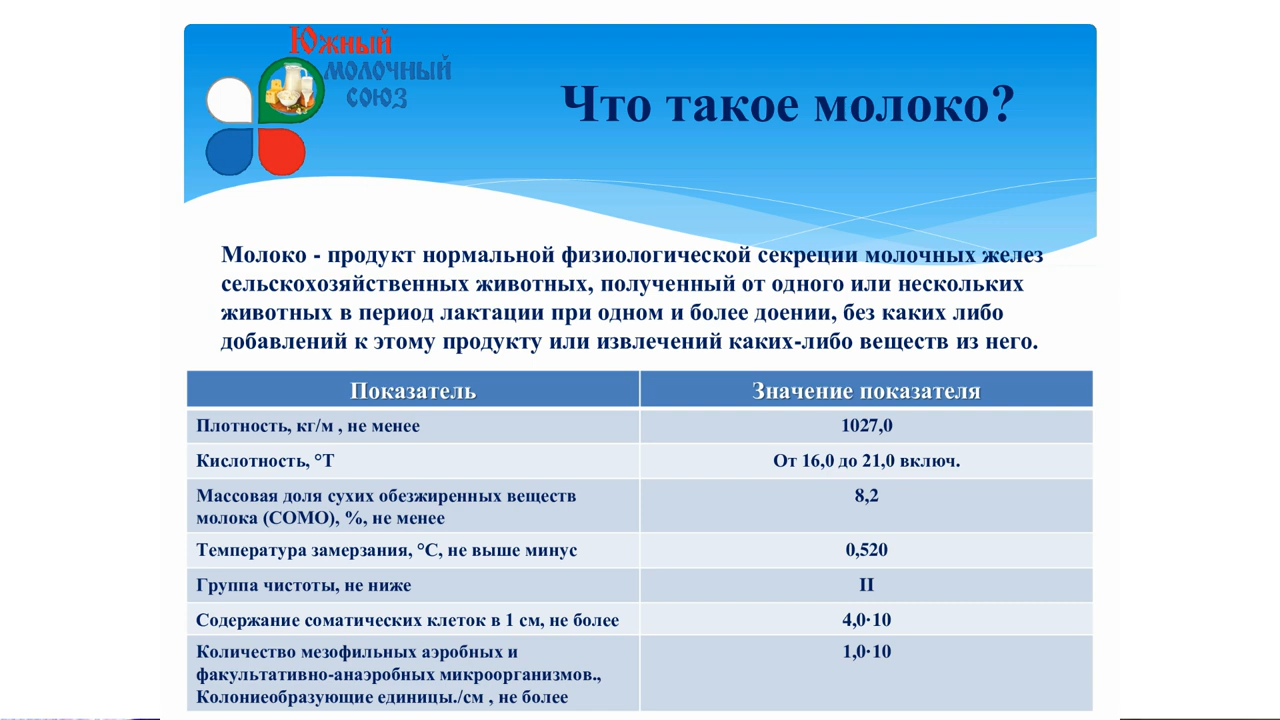 Южный
молочный
союз
Что такое молоко?
Молоко - продукт нормальной физиологической секреции молочных желез
сельскохозяйственных животных, полученный от одного или нескольких
животных в период лактации при одном и более доении, без каких либо
добавлений к этому продукту или извлечений каких-либо веществ из него.
Показатель Значение показателя
Плотность, кг/м , не менее 1027,0
Кислотность, °Т От 16,0 до 21,0 включ.
Массовая доля сухих обезжиренных веществ 8,2
молока (СОМО), %, не менее
Температура замерзания, °С, не выше минус 0,520
Группа чистоты, не ниже II
Содержание соматических клеток в 1 см, не более 4,0·10
Количество мезофильных аэробных и 1,0·10
факультативно-анаэробных микроорганизмов.,
Колониеобразующие единицы./см , не более